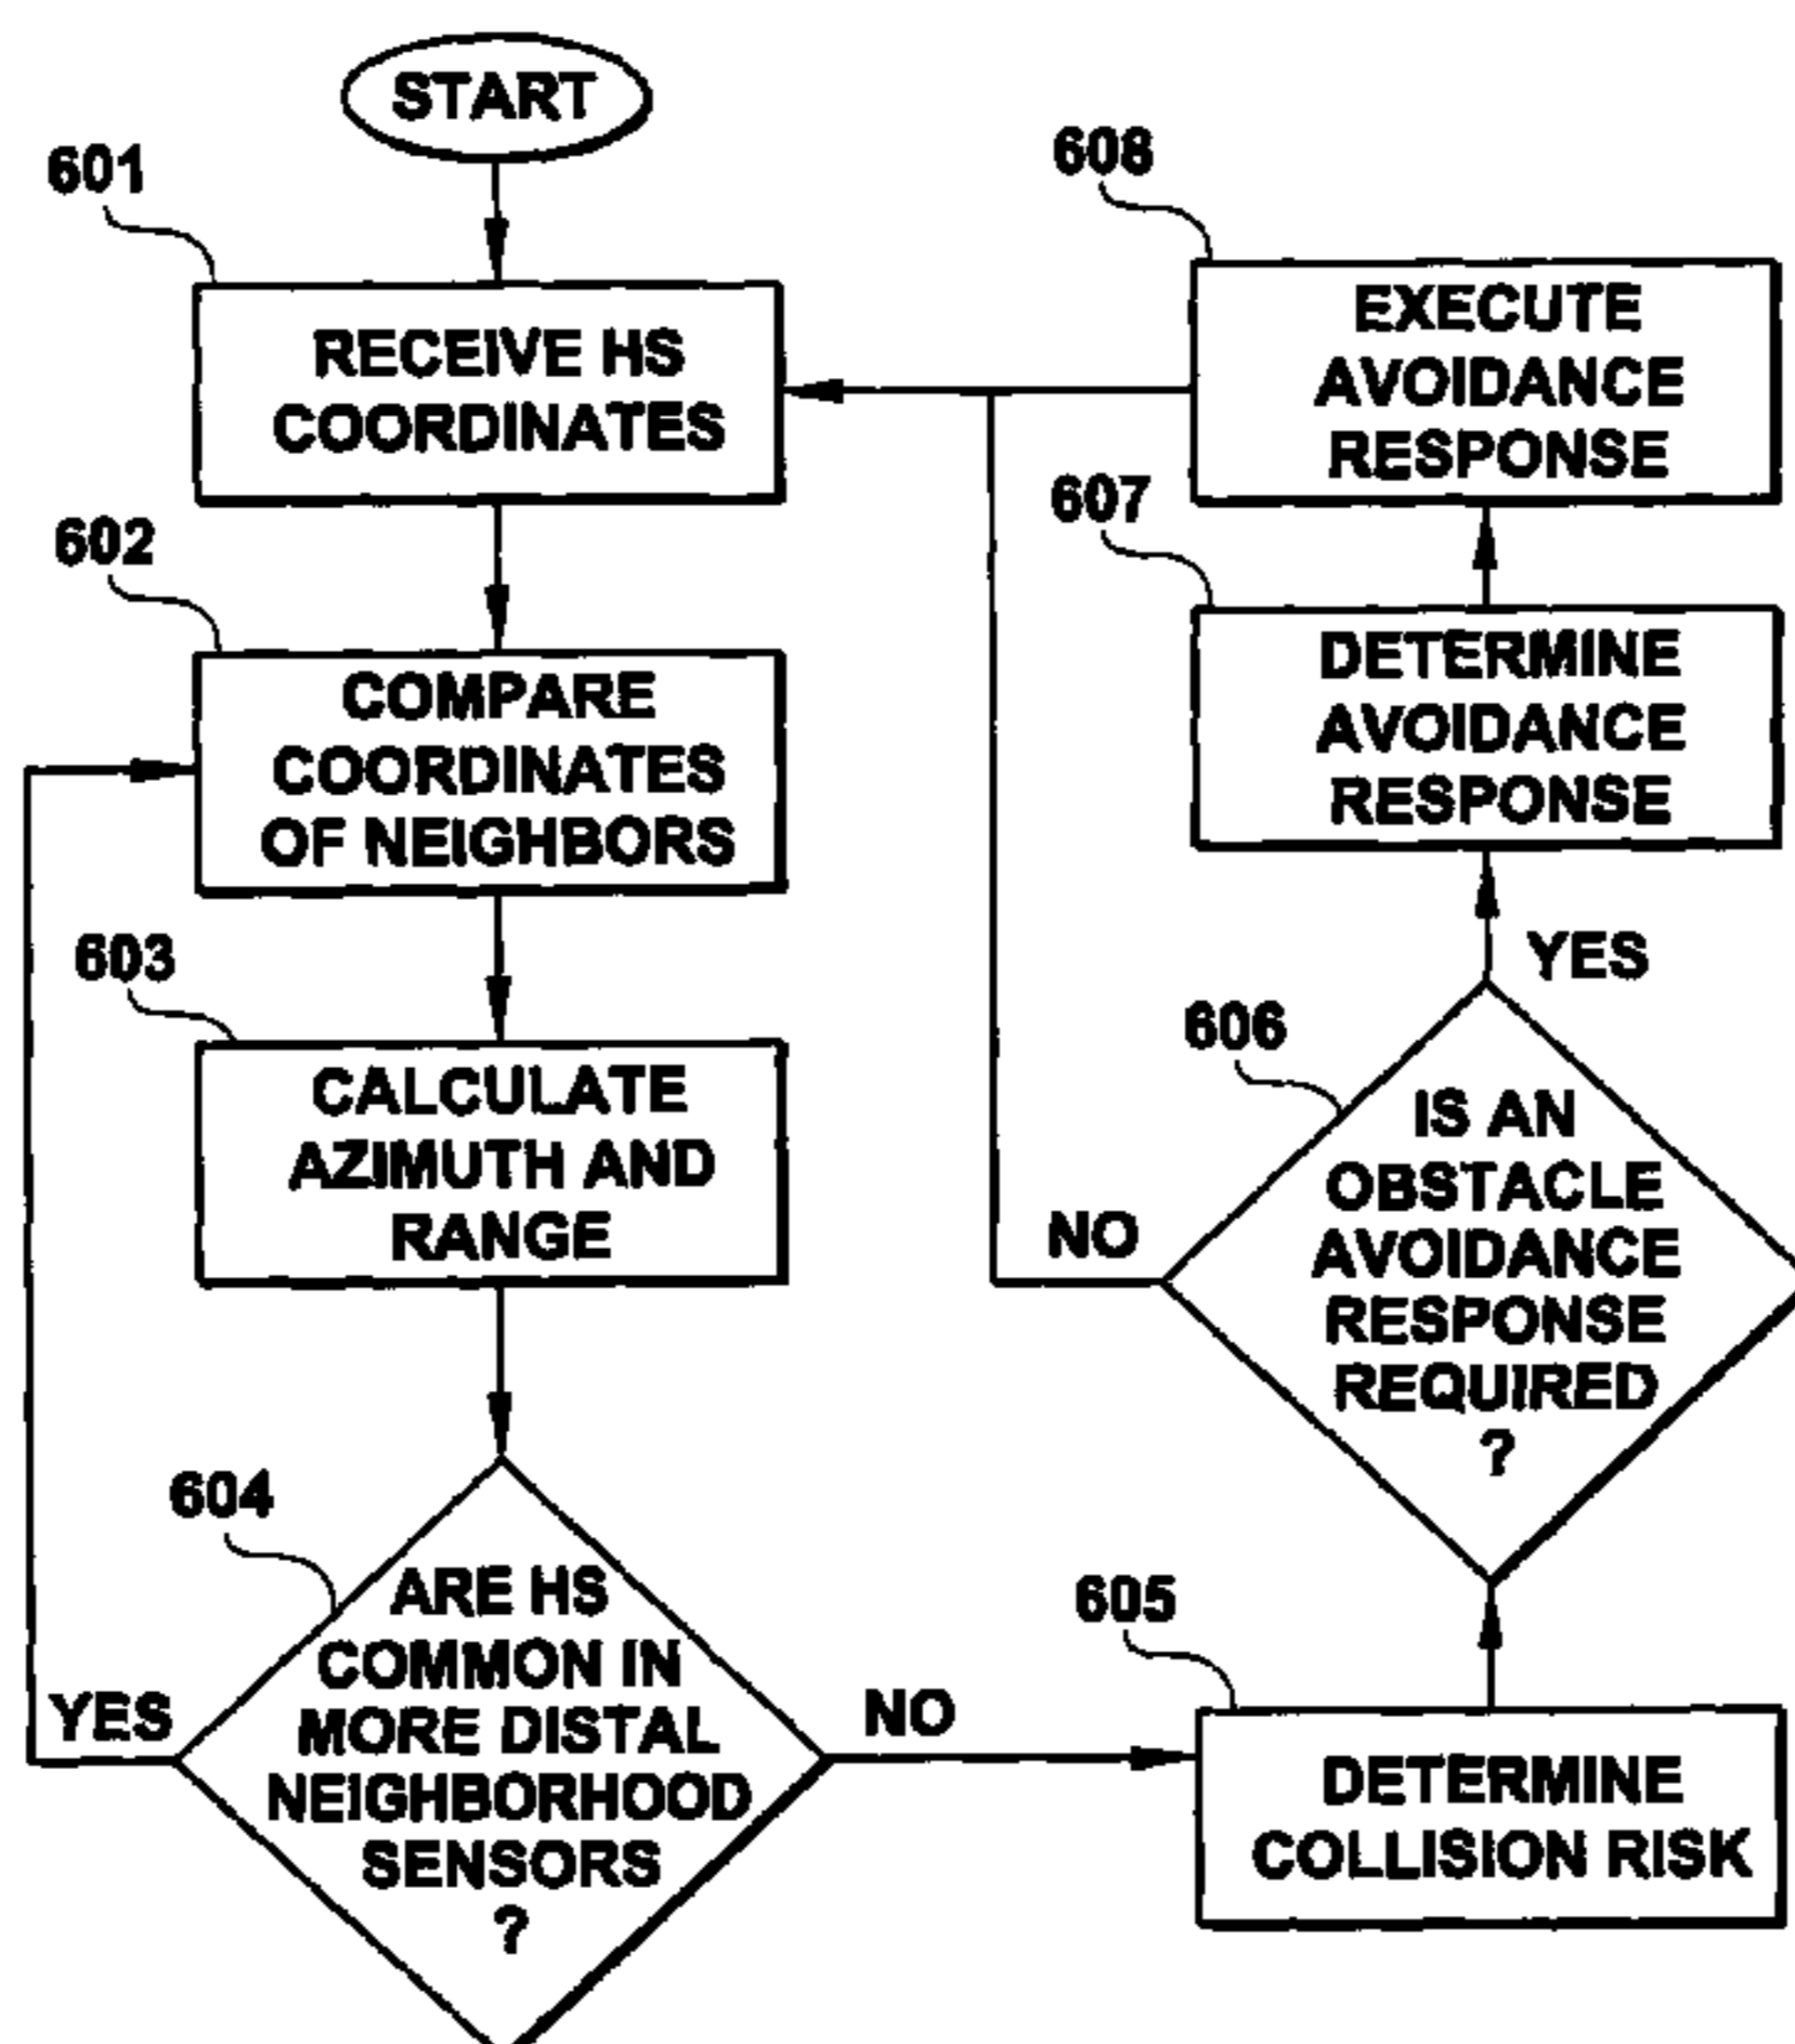 START
601
RECEIVE HS
COORDINATES
602
COMPARE
COORDINATES
OF NEIGHBORS
603
CALCULATE
AZIMUTH AND
RANGE
604
ARE HS
COMMON IN
MORE DISTAL
NEIGHBORHOOD
SENSORS
?
YES
NO
605
DETERMINE
COLLISION RISK
606
IS AN
OBSTACLE
AVOIDANCE
RESPONSE
REQUIRED
?
NO
YES
607
DETERMINE
AVOIDANCE
RESPONSE
608
EXECUTE
AVOIDANCE
RESPONSE